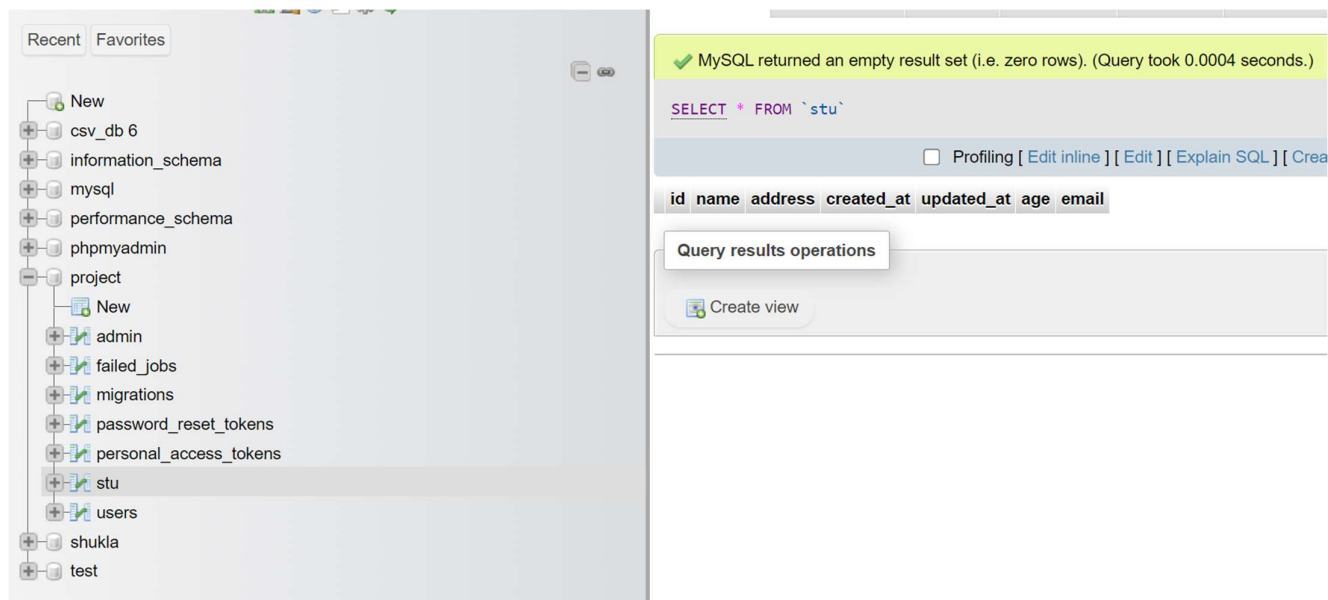 Recent Favorites
New
csv_db 6
information_schema
mysql
performance_schema
phpmyadmin
project
New
admin
failed_jobs
migrations
password_reset_tokens
personal_access_tokens
stu
users
shukla
test
MySQL returned an empty result set (i.e. zero rows). (Query took 0.0004 seconds.)
SELECT * FROM `stu`
Profiling [ Edit inline ] [ Edit ] [ Explain SQL ] [ Crea
id name address created_at updated_at age email
Query results operations
Create view